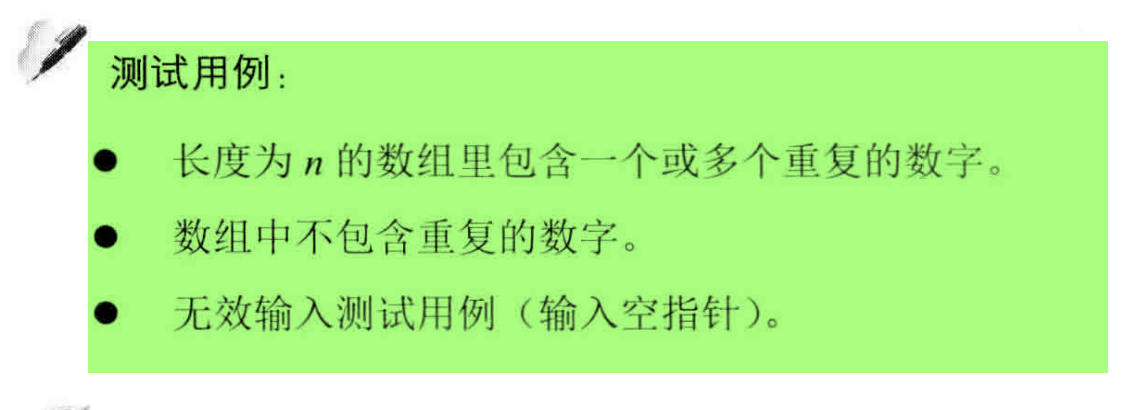 测试用例：
● 长度为 n 的数组里包含一个或多个重复的数字。
● 数组中不包含重复的数字。
● 无效输入测试用例（输入空指针）。